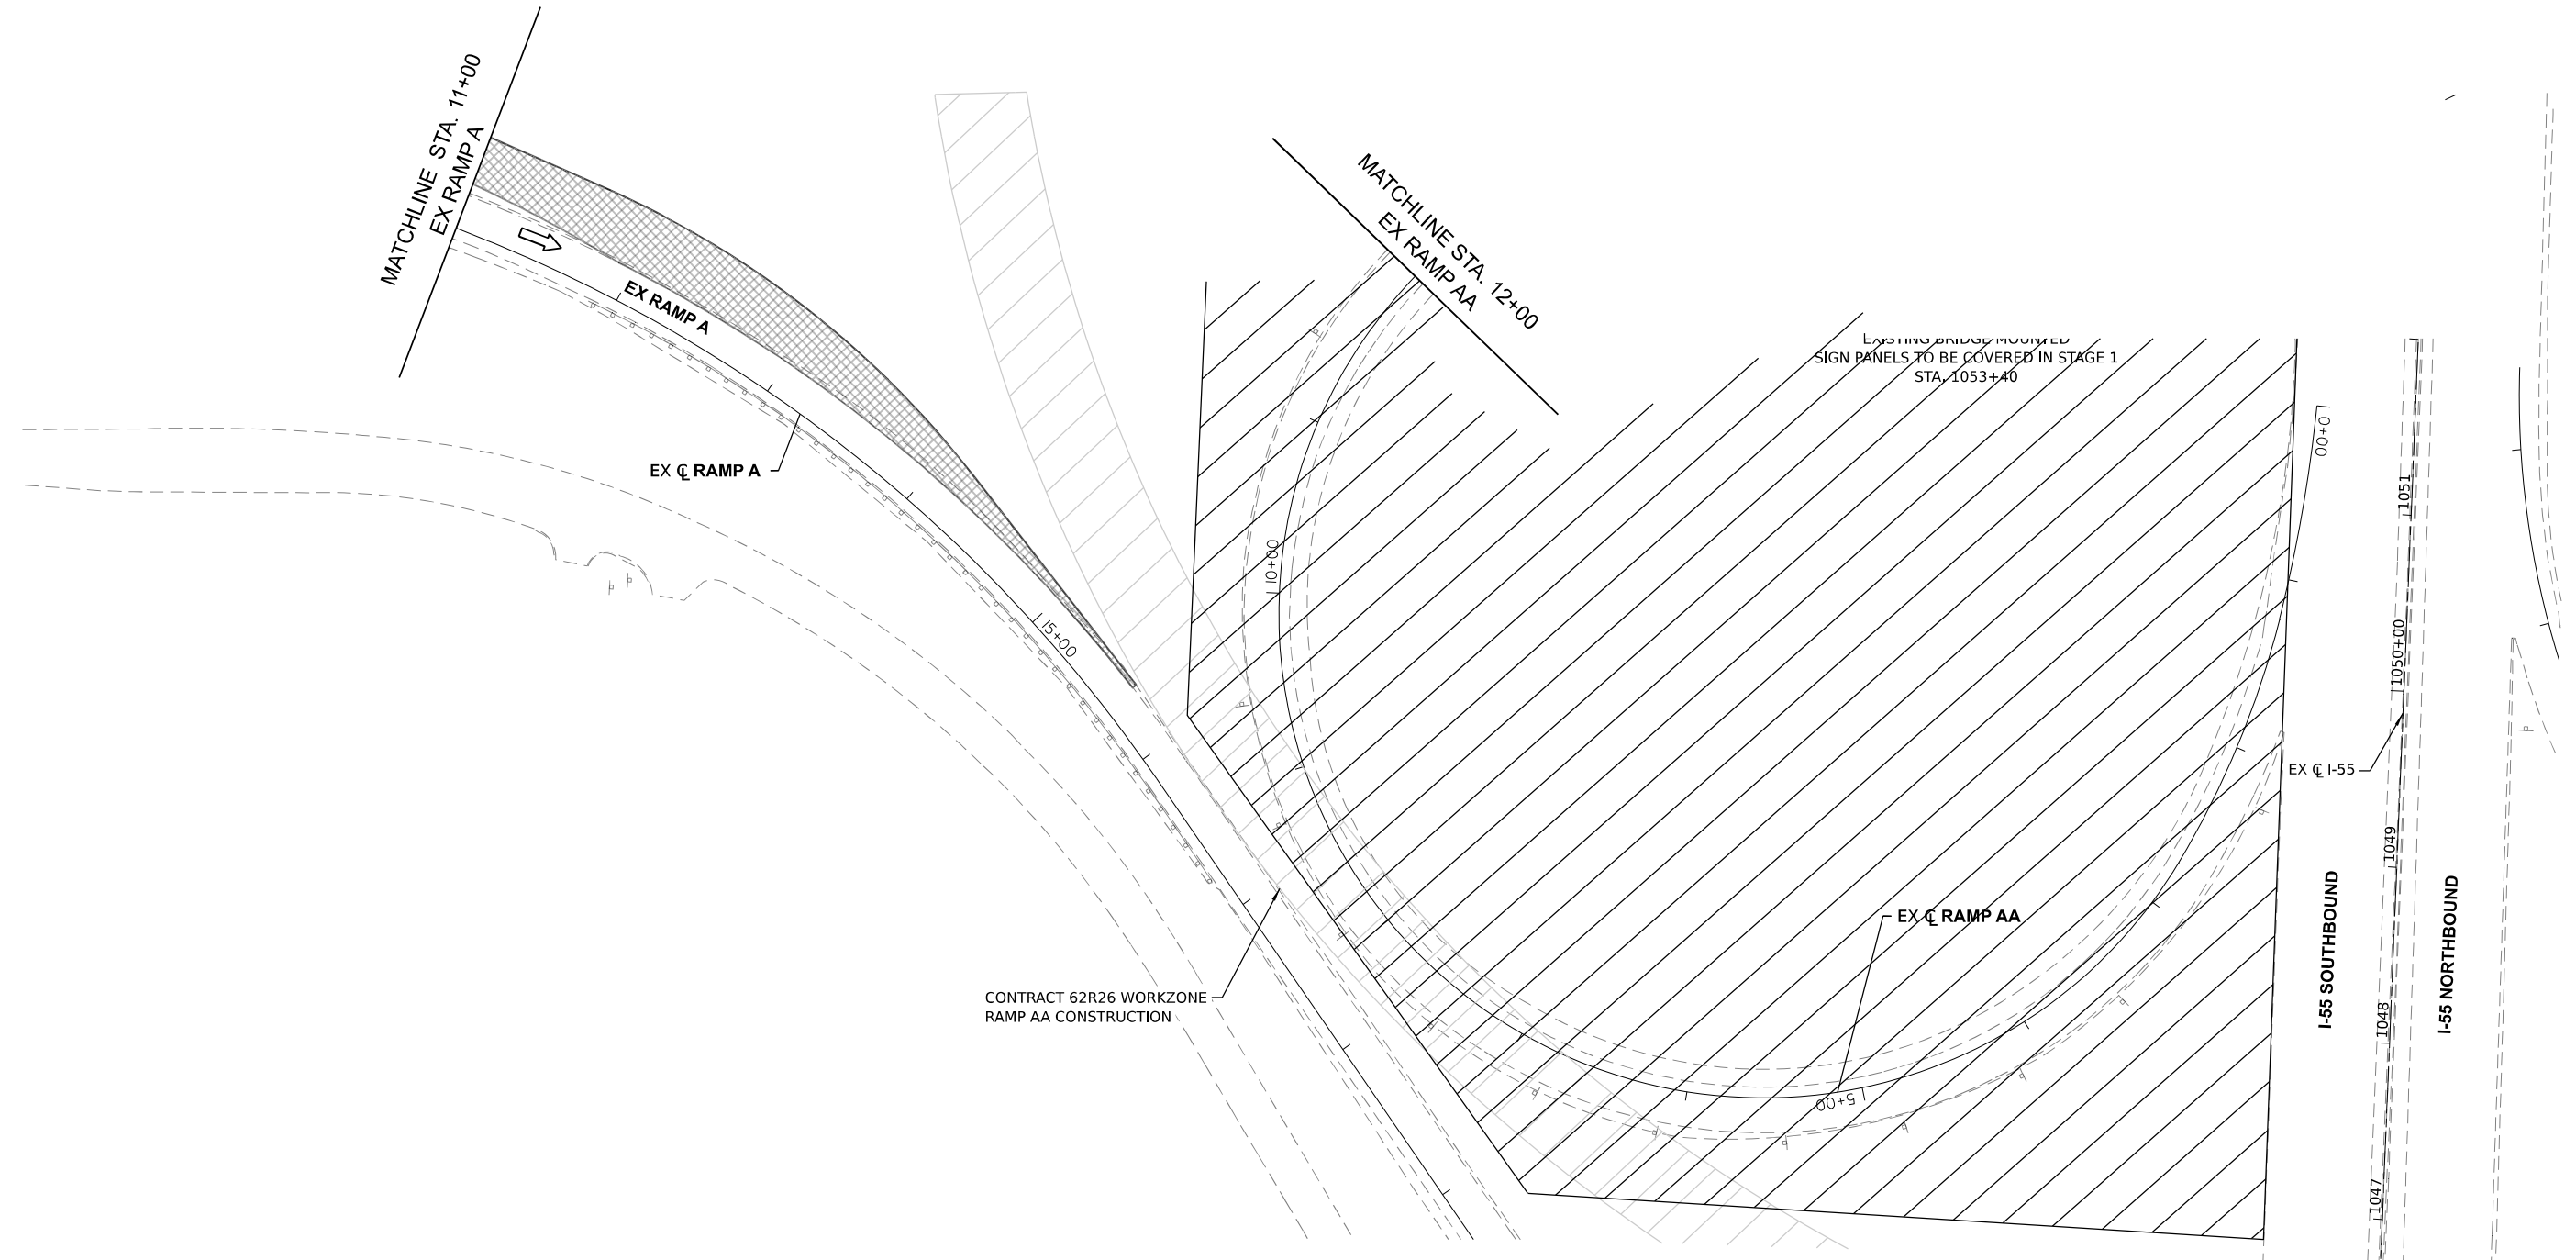 MATCHLINE STA. 11+00
EX RAMP A
EX RAMP A
EX ℄ RAMP A
15+00
MATCHLINE STA. 12+00
EX RAMP AA
EXISTING BRIDGE MOUNTED
SIGN PANELS TO BE COVERED IN STAGE 1
STA. 1053+40
10+00
0+00
1051
1050+00
EX ℄ I-55
1049
CONTRACT 62R26 WORKZONE
RAMP AA CONSTRUCTION
EX ℄ RAMP AA
5+00
I-55 SOUTHBOUND
I-55 NORTHBOUND
1048
1047